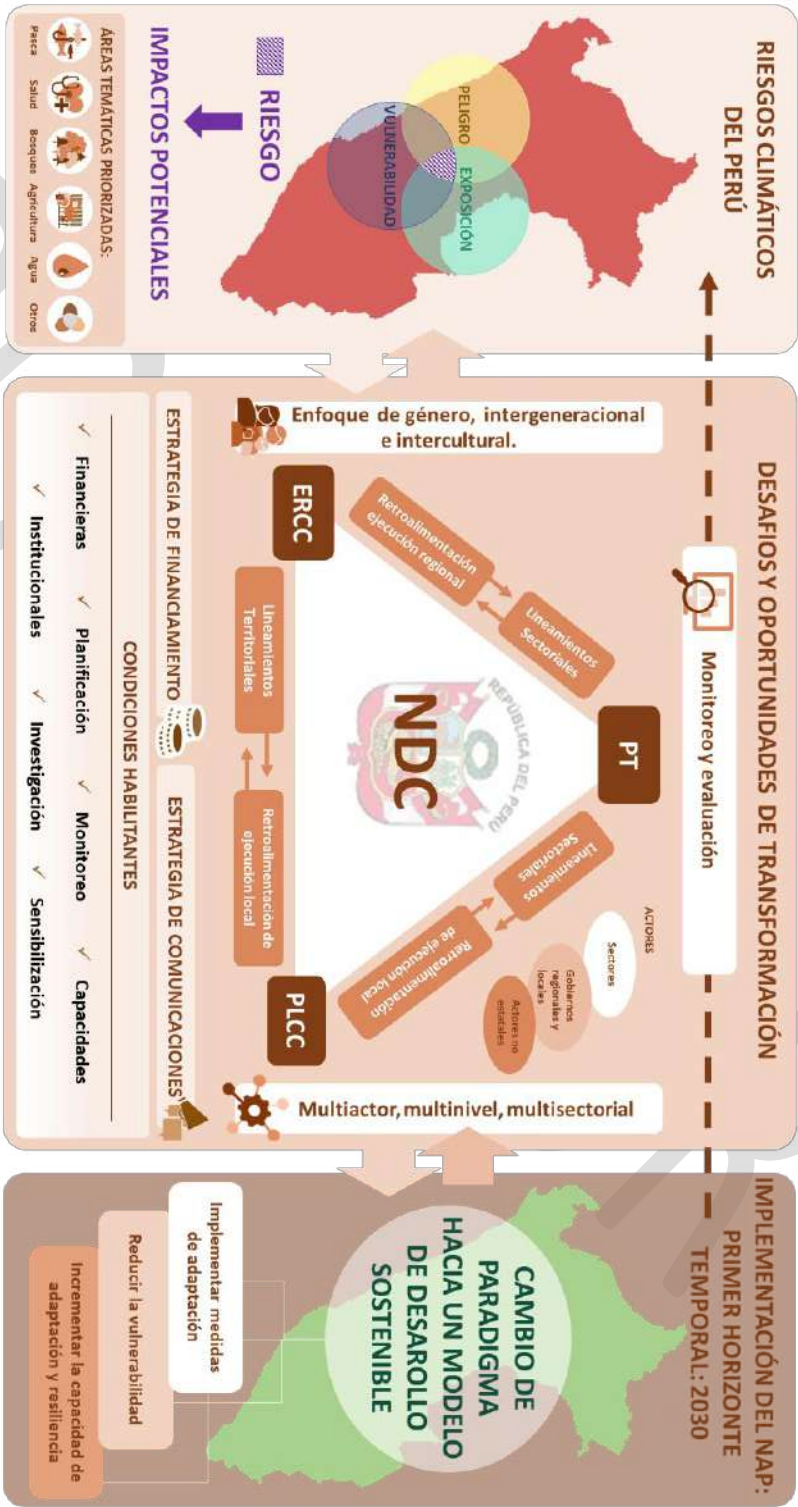 RIESGOS CLIMÁTICOS
DEL PERÚ
PELIGRO
EXPOSICIÓN
VULNERABILIDAD
RIESGO
IMPACTOS POTENCIALES
ÁREAS TEMÁTICAS PRIORIZADAS:
Pesca
Salud
Bosques
Agricultura
Agua
Otros
DESAFIOS Y OPORTUNIDADES DE TRANSFORMACIÓN
Monitoreo y evaluación
Enfoque de género, intergeneracional
e intercultural.
ERCC
Retroalimentación
ejecución regional
Lineamientos
Sectoriales
PT
REPÚBLICA DEL PERÚ
NDC
Lineamientos
Sectoriales
Retroalimentación
de ejecución local
PLCC
Lineamientos
Territoriales
Retroalimentación de
ejecución local
ACTORES
Sectores
Gobiernos
regionales y
locales
Actores no
estatales
Multiactor, multinivel, multisectorial
ESTRATEGIA DE FINANCIAMIENTO
ESTRATEGIA DE COMUNICACIONES
CONDICIONES HABILITANTES
✓ Financieras
✓ Planificación
✓ Monitoreo
✓ Capacidades
✓ Institucionales
✓ Investigación
✓ Sensibilización
IMPLEMENTACIÓN DEL NAP:
PRIMER HORIZONTE
TEMPORAL: 2030
CAMBIO DE
PARADIGMA
HACIA UN MODELO
DE DESAROLLO
SOSTENIBLE
Implementar medidas
de adaptación
Reducir la vulnerabilidad
Incrementar la capacidad de
adaptación y resiliencia